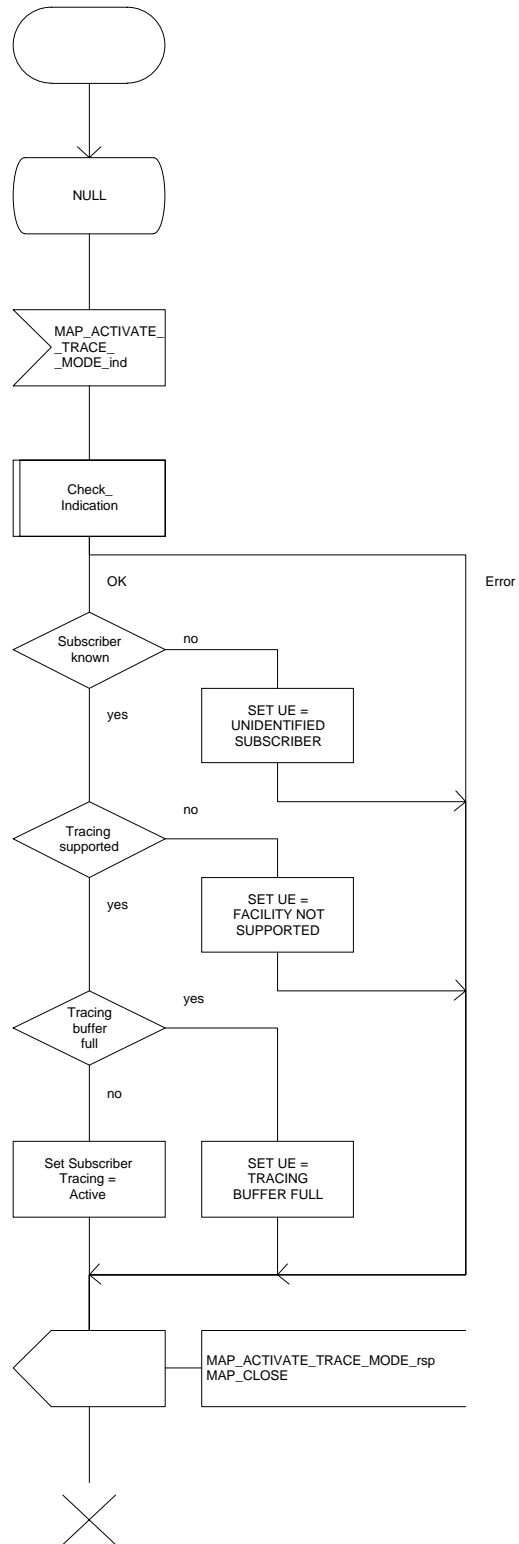 NULL
MAP_ACTIVATE_
_TRACE_
_MODE_ind
Check_
Indication
OK
Error
Subscriber
known
no
yes
SET UE =
UNIDENTIFIED
SUBSCRIBER
Tracing
supported
no
yes
SET UE =
FACILITY NOT
SUPPORTED
Tracing
buffer
full
yes
no
Set Subscriber
Tracing =
Active
SET UE =
TRACING
BUFFER FULL
MAP_ACTIVATE_TRACE_MODE_rsp
MAP_CLOSE